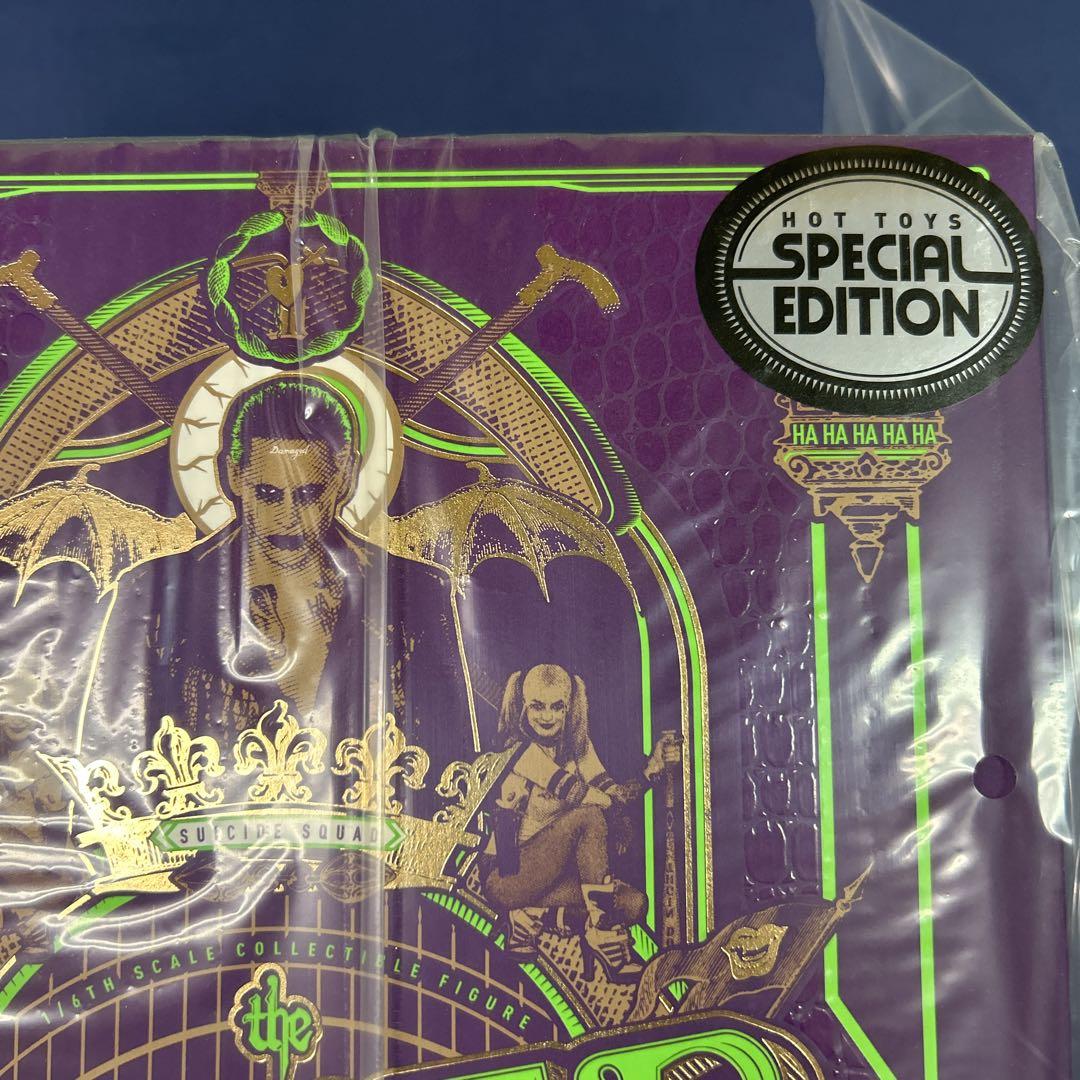 HOT TOYS
SPECIAL
EDITION
HA HA HA HA HA
Damaged
SUICIDE SQUAD
1/6TH SCALE COLLECTIBLE FIGURE
the